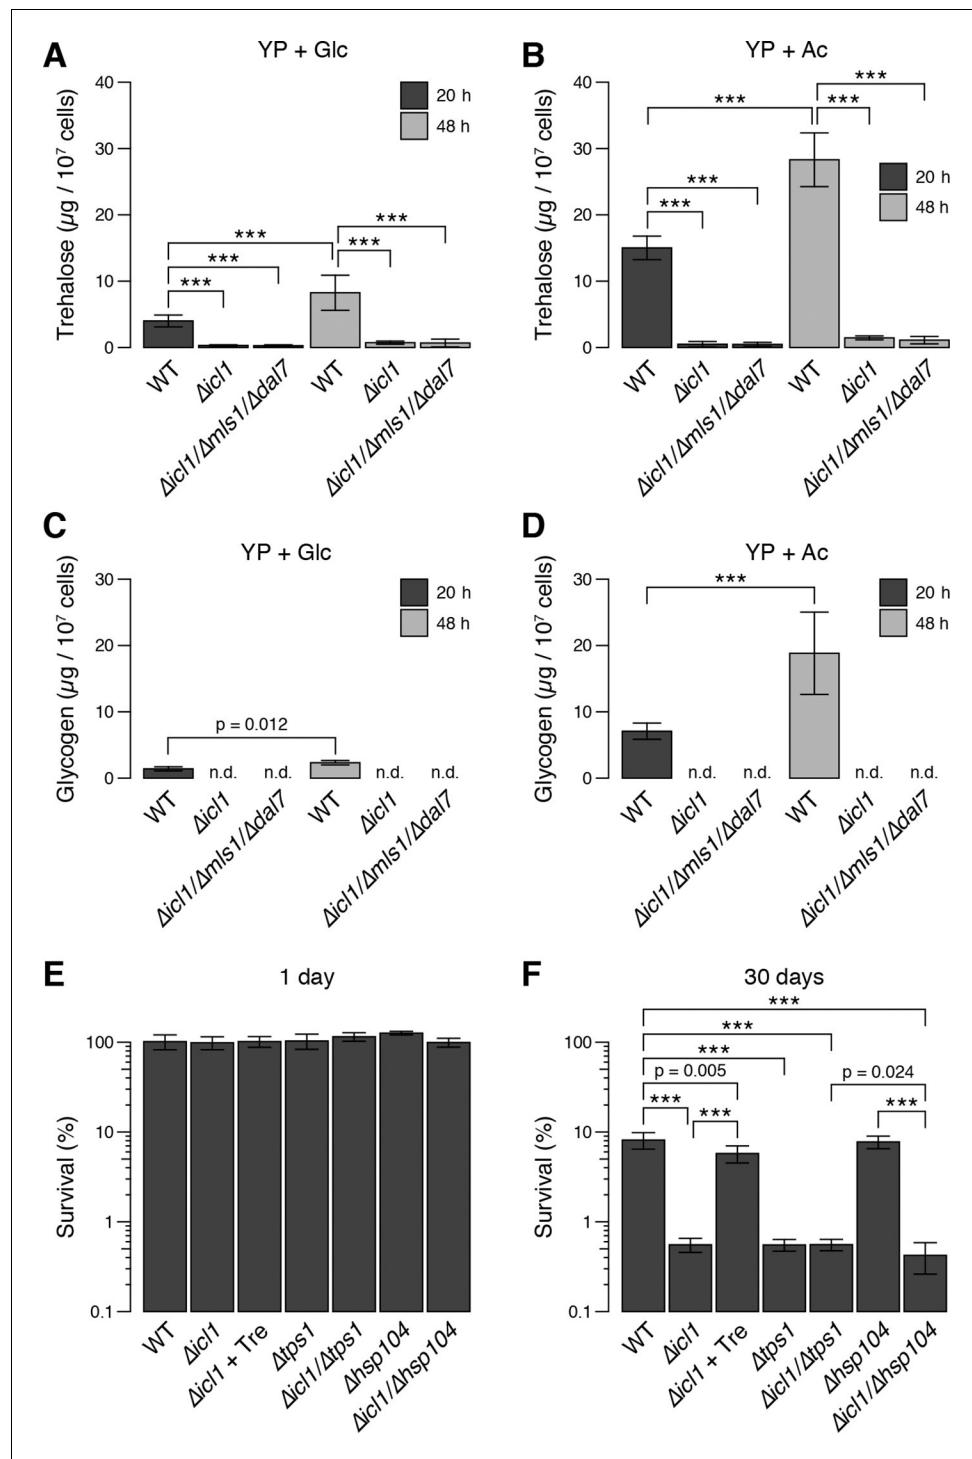 A
YP + Glc
Trehalose (µg / 10⁷ cells)
40
30
20
10
0
20 h
48 h
***
***
***
***
***
WT
Δicl1
Δicl1/Δmls1/Δdal7
WT
Δicl1
Δicl1/Δmls1/Δdal7
B
YP + Ac
Trehalose (µg / 10⁷ cells)
40
30
20
10
0
20 h
48 h
***
***
***
***
***
WT
Δicl1
Δicl1/Δmls1/Δdal7
WT
Δicl1
Δicl1/Δmls1/Δdal7
C
YP + Glc
Glycogen (µg / 10⁷ cells)
30
20
10
0
20 h
48 h
p = 0.012
n.d.
n.d.
n.d.
n.d.
WT
Δicl1
Δicl1/Δmls1/Δdal7
WT
Δicl1
Δicl1/Δmls1/Δdal7
D
YP + Ac
Glycogen (µg / 10⁷ cells)
30
20
10
0
20 h
48 h
***
n.d.
n.d.
n.d.
n.d.
WT
Δicl1
Δicl1/Δmls1/Δdal7
WT
Δicl1
Δicl1/Δmls1/Δdal7
E
1 day
Survival (%)
100
10
1
0.1
WT
Δicl1
Δicl1 + Tre
Δtps1
Δicl1/Δtps1
Δhsp104
Δicl1/Δhsp104
F
30 days
Survival (%)
100
10
1
0.1
***
***
***
p = 0.005
p = 0.024
***
***
***
WT
Δicl1
Δicl1 + Tre
Δtps1
Δicl1/Δtps1
Δhsp104
Δicl1/Δhsp104